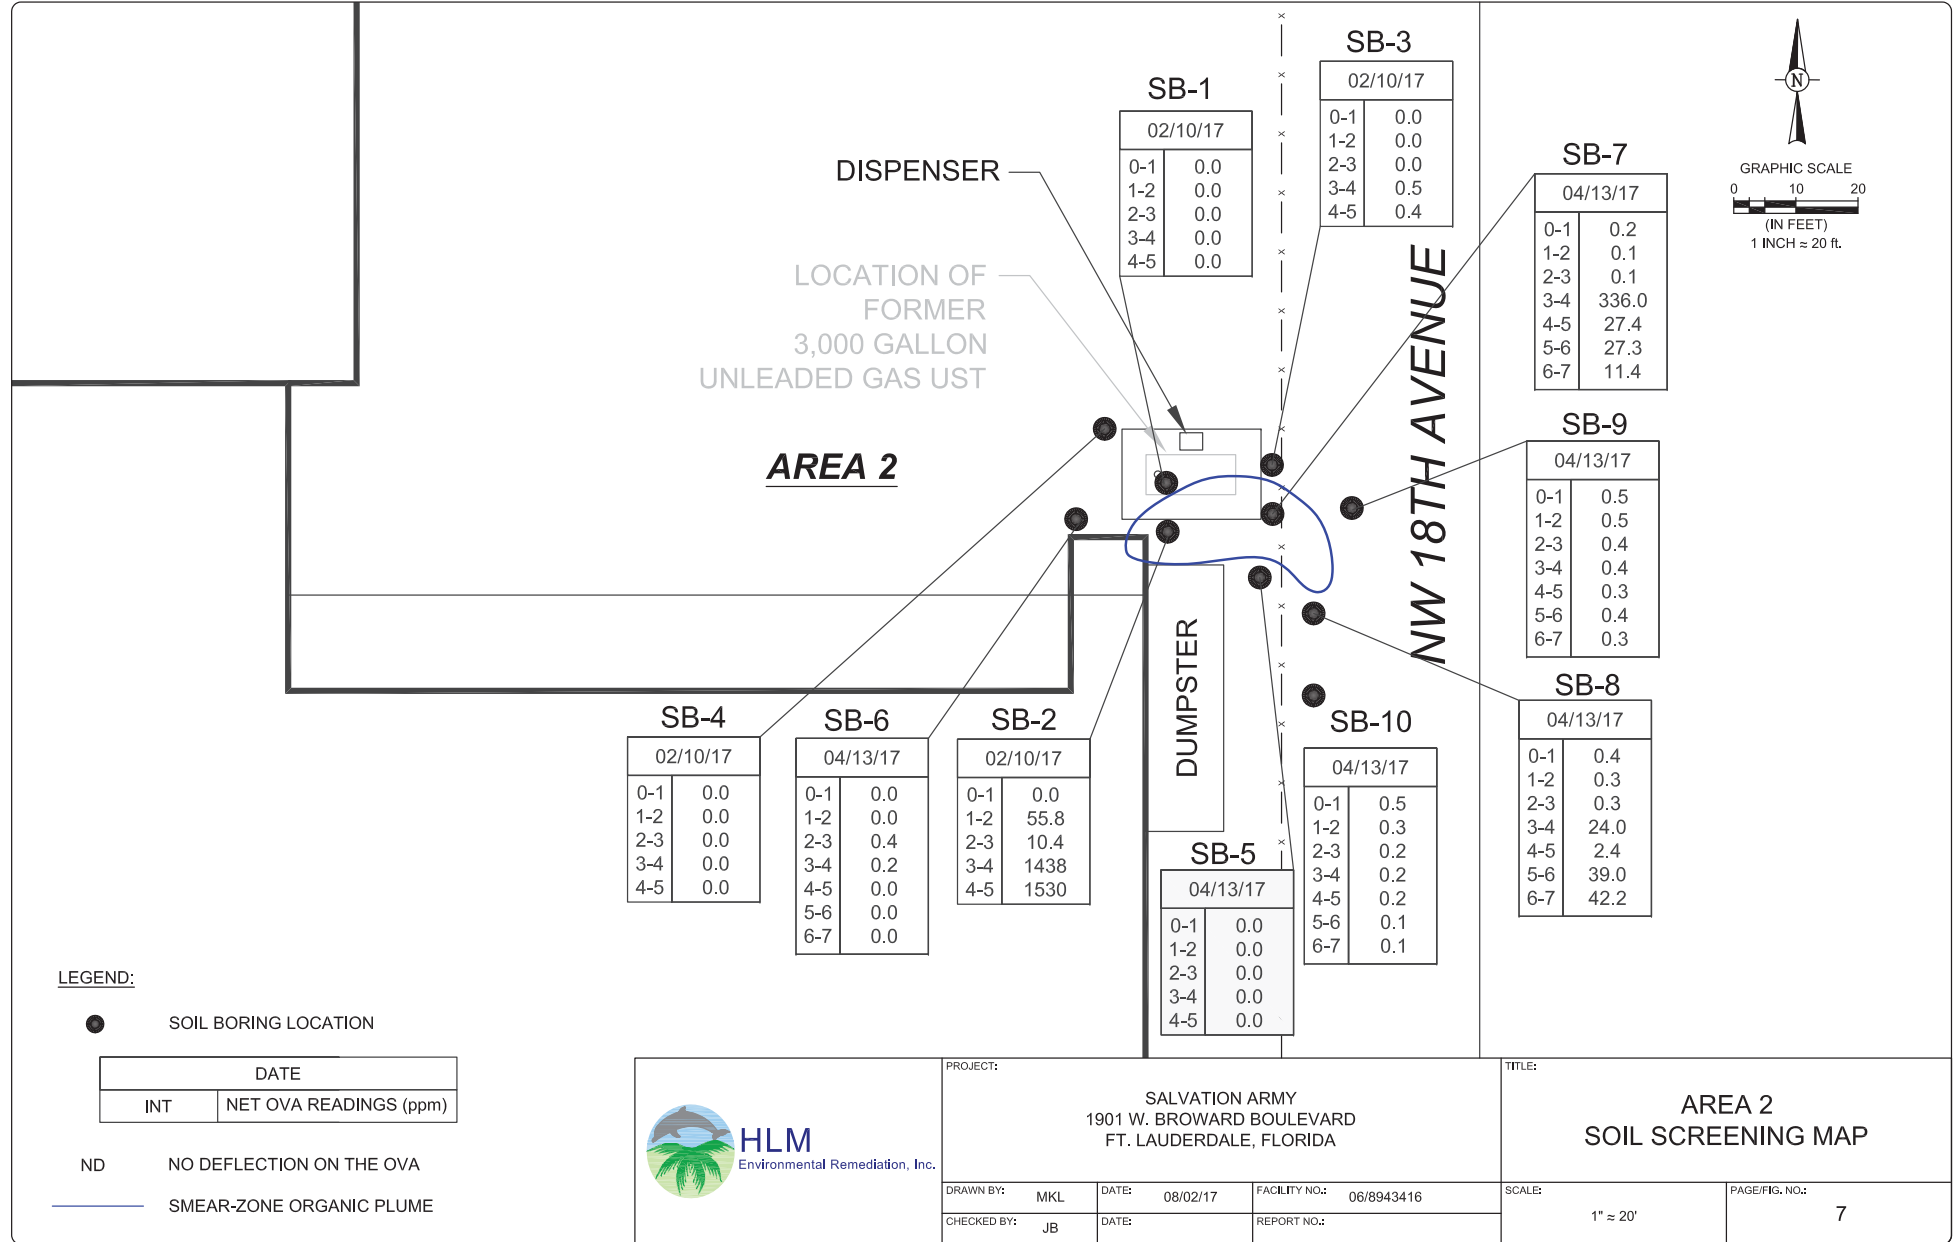 SB-3
02/10/17
0-1 0.0
1-2 0.0
2-3 0.0
3-4 0.5
4-5 0.4
SB-1
02/10/17
0-1 0.0
1-2 0.0
2-3 0.0
3-4 0.0
4-5 0.0
N
GRAPHIC SCALE
0 10 20
(IN FEET)
1 INCH ≈ 20 ft.
SB-7
04/13/17
0-1 0.2
1-2 0.1
2-3 0.1
3-4 336.0
4-5 27.4
5-6 27.3
6-7 11.4
DISPENSER
LOCATION OF
FORMER
3,000 GALLON
UNLEADED GAS UST
AREA 2
NW 18TH AVENUE
SB-9
04/13/17
0-1 0.5
1-2 0.5
2-3 0.4
3-4 0.4
4-5 0.3
5-6 0.4
6-7 0.3
DUMPSTER
SB-4
02/10/17
0-1 0.0
1-2 0.0
2-3 0.0
3-4 0.0
4-5 0.0
SB-6
04/13/17
0-1 0.0
1-2 0.0
2-3 0.4
3-4 0.2
4-5 0.0
5-6 0.0
6-7 0.0
SB-2
02/10/17
0-1 0.0
1-2 55.8
2-3 10.4
3-4 1438
4-5 1530
SB-5
04/13/17
0-1 0.0
1-2 0.0
2-3 0.0
3-4 0.0
4-5 0.0
SB-10
04/13/17
0-1 0.5
1-2 0.3
2-3 0.2
3-4 0.2
4-5 0.2
5-6 0.1
6-7 0.1
SB-8
04/13/17
0-1 0.4
1-2 0.3
2-3 0.3
3-4 24.0
4-5 2.4
5-6 39.0
6-7 42.2
LEGEND:
SOIL BORING LOCATION
DATE
INT NET OVA READINGS (ppm)
ND NO DEFLECTION ON THE OVA
SMEAR-ZONE ORGANIC PLUME
HLM
Environmental Remediation, Inc.
PROJECT:
SALVATION ARMY
1901 W. BROWARD BOULEVARD
FT. LAUDERDALE, FLORIDA
TITLE:
AREA 2
SOIL SCREENING MAP
DRAWN BY: MKL
DATE: 08/02/17
FACILITY NO.: 06/8943416
SCALE: 1" ≈ 20'
PAGE/FIG. NO.: 7
CHECKED BY: JB
DATE:
REPORT NO.: